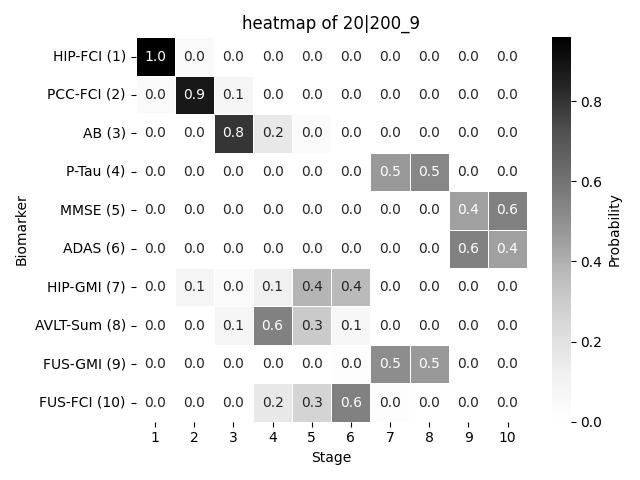 heatmap of 20|200_9
HIP-FCI (1) 1.0 0.0 0.0 0.0 0.0 0.0 0.0 0.0 0.0 0.0
PCC-FCI (2) 0.0 0.9 0.1 0.0 0.0 0.0 0.0 0.0 0.0 0.0
AB (3) 0.0 0.0 0.8 0.2 0.0 0.0 0.0 0.0 0.0 0.0
P-Tau (4) 0.0 0.0 0.0 0.0 0.0 0.0 0.5 0.5 0.0 0.0
MMSE (5) 0.0 0.0 0.0 0.0 0.0 0.0 0.0 0.0 0.4 0.6
ADAS (6) 0.0 0.0 0.0 0.0 0.0 0.0 0.0 0.0 0.6 0.4
HIP-GMI (7) 0.0 0.1 0.0 0.1 0.4 0.4 0.0 0.0 0.0 0.0
AVLT-Sum (8) 0.0 0.0 0.1 0.6 0.3 0.1 0.0 0.0 0.0 0.0
FUS-GMI (9) 0.0 0.0 0.0 0.0 0.0 0.0 0.5 0.5 0.0 0.0
FUS-FCI (10) 0.0 0.0 0.0 0.2 0.3 0.6 0.0 0.0 0.0 0.0
1 2 3 4 5 6 7 8 9 10
Stage
Biomarker
0.8
0.6
0.4
0.2
0.0
Probability